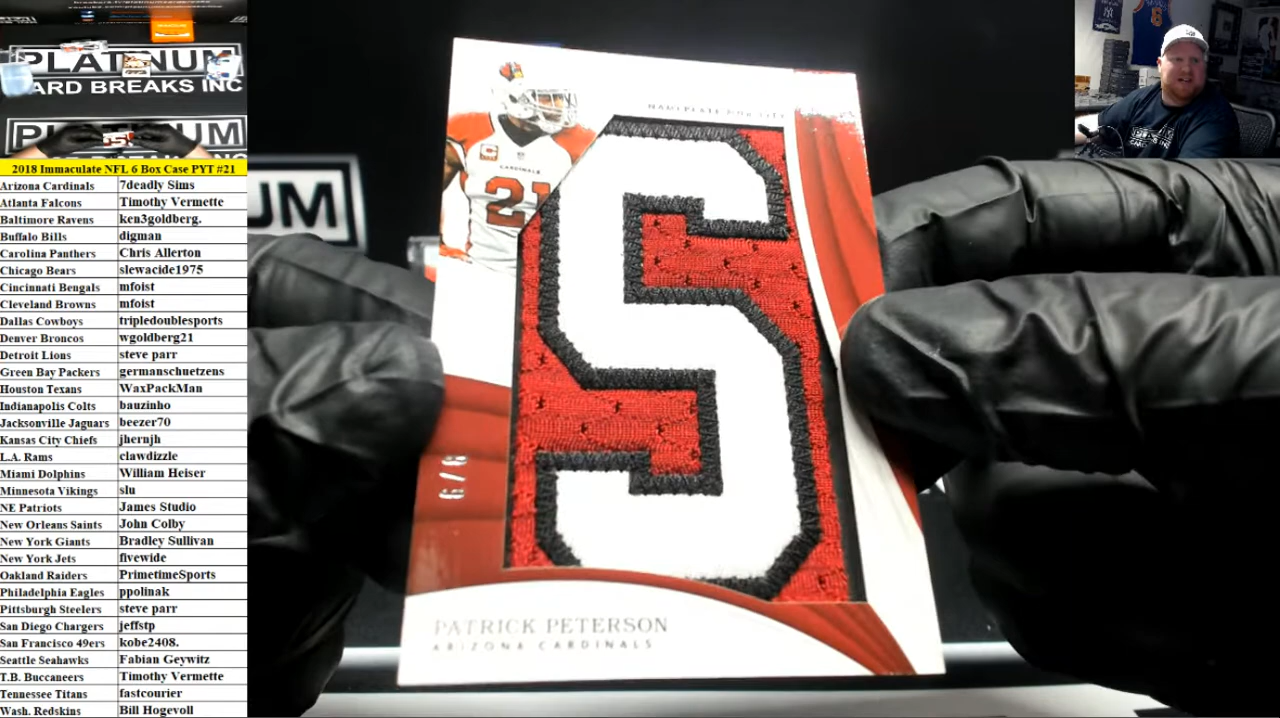 PLATINUM
CARD BREAKS INC
PLATINUM
2018 Immaculate NFL 6 Box Case PYT #21
Arizona Cardinals 7deadly Sims
Atlanta Falcons Timothy Vermette
Baltimore Ravens ken3goldberg.
Buffalo Bills digman
Carolina Panthers Chris Allerton
Chicago Bears slewacide1975
Cincinnati Bengals mfoist
Cleveland Browns mfoist
Dallas Cowboys tripledoublesports
Denver Broncos wgoldberg21
Detroit Lions steve parr
Green Bay Packers germanschuetzens
Houston Texans WaxPackMan
Indianapolis Colts bauzinho
Jacksonville Jaguars beezer70
Kansas City Chiefs jhernjh
L.A. Rams clawdizzle
Miami Dolphins William Heiser
Minnesota Vikings slu
NE Patriots James Studio
New Orleans Saints John Colby
New York Giants Bradley Sullivan
New York Jets fivewide
Oakland Raiders PrimetimeSports
Philadelphia Eagles ppolinak
Pittsburgh Steelers steve parr
San Diego Chargers jeffstp
San Francisco 49ers kobe2408.
Seattle Seahawks Fabian Geywitz
T.B. Buccaneers Timothy Vermette
Tennessee Titans fastcourier
Wash. Redskins Bill Hogevoll
UM
NAMEPLATE
CARDINALS
21
S
6/6
PATRICK PETERSON
ARIZONA CARDINALS